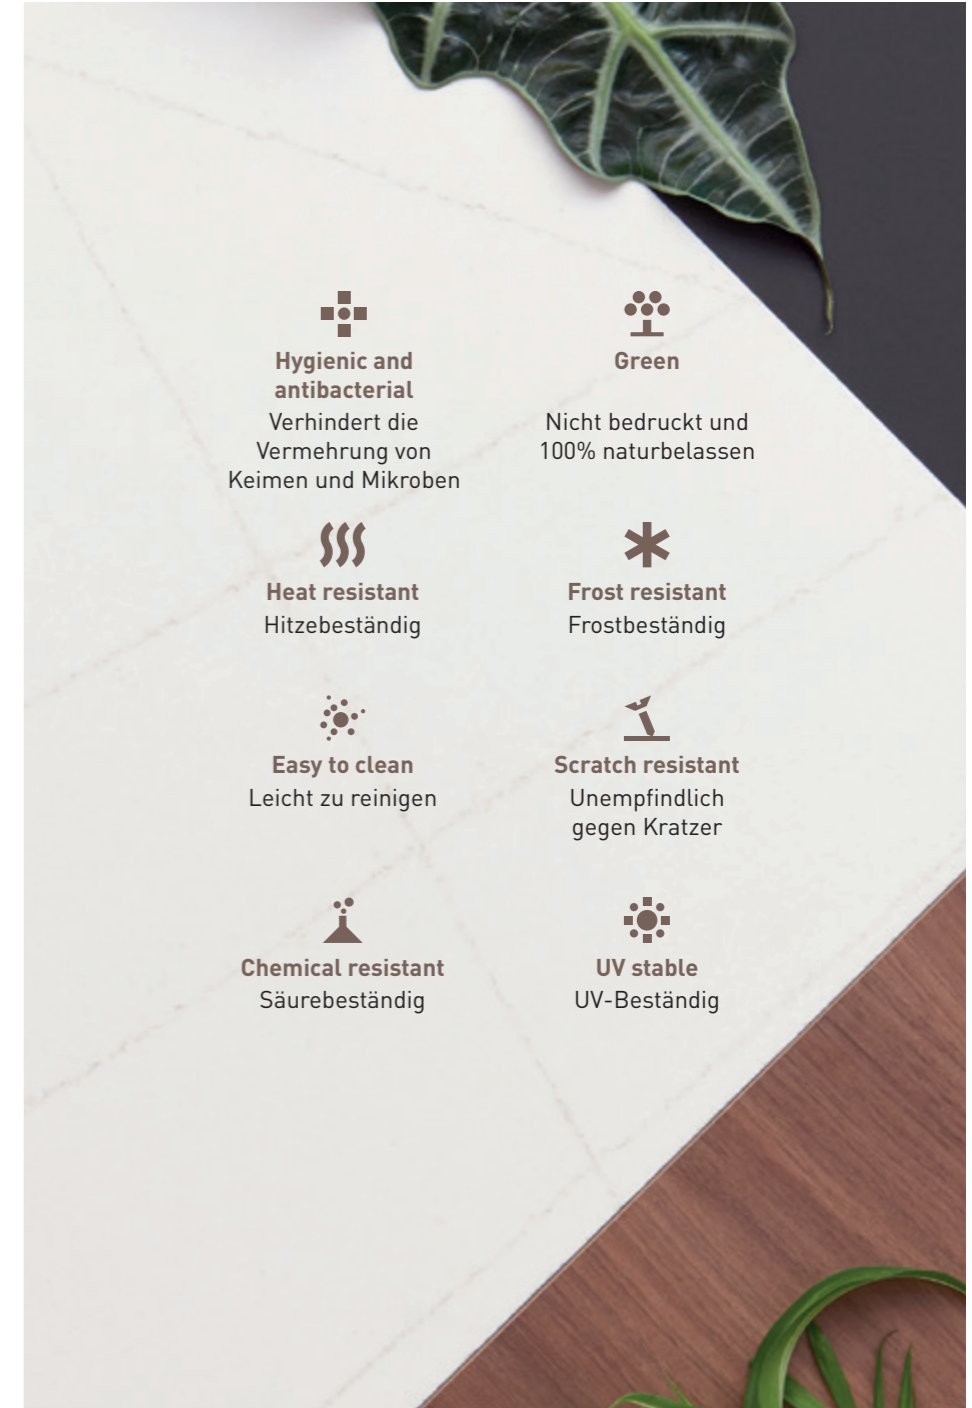 Hygienic and
antibacterial
Verhindert die
Vermehrung von
Keimen und Mikroben
Green
Nicht bedruckt und
100% naturbelassen
Heat resistant
Hitzebeständig
Frost resistant
Frostbeständig
Easy to clean
Leicht zu reinigen
Scratch resistant
Unempfindlich
gegen Kratzer
Chemical resistant
Säurebeständig
UV stable
UV-Beständig